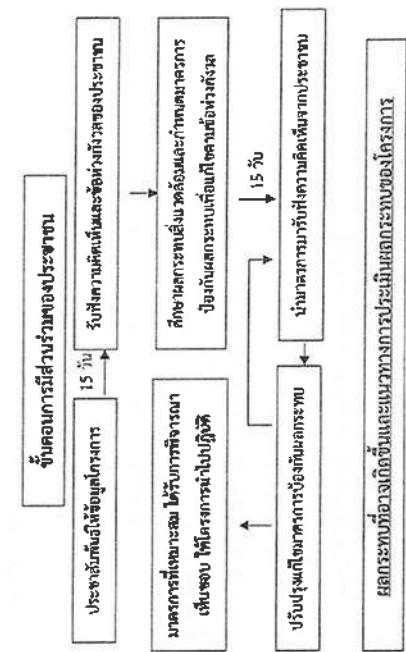 ขั้นตอนการมีส่วนร่วมของประชาชน
ประชาสัมพันธ์ให้ข้อมูลโครงการ
15 วัน
รับฟังความคิดเห็นและข้อห่วงกังวลของประชาชน
ศึกษาผลกระทบสิ่งแวดล้อมและกำหนดมาตรการ
ป้องกันผลกระทบเพื่อแก้ไขตามข้อห่วงกังวล
15 วัน
นำมาตรการมารับฟังความคิดเห็นจากประชาชน
ปรับปรุงแก้ไขมาตรการป้องกันผลกระทบ
มาตรการที่เหมาะสม ได้รับการพิจารณา
เห็นชอบ ให้โครงการนำไปปฏิบัติ
ผลกระทบที่อาจเกิดขึ้นและแนวทางการประเมินผลกระทบของโครงการ